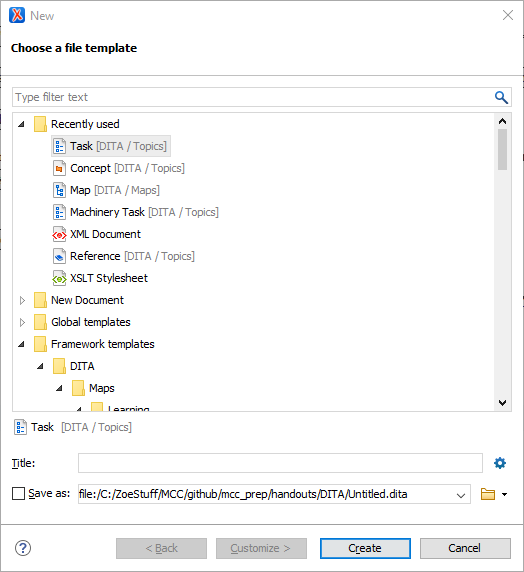 New
Choose a file template
Type filter text
Recently used
Task [DITA / Topics]
Concept [DITA / Topics]
Map [DITA / Maps]
Machinery Task [DITA / Topics]
XML Document
Reference [DITA / Topics]
XSLT Stylesheet
New Document
Global templates
Framework templates
DITA
Maps
Learning
Task [DITA / Topics]
Title:
Save as: file:/C:/ZoeStuff/MCC/github/mcc_prep/handouts/DITA/Untitled.dita
< Back Customize > Create Cancel